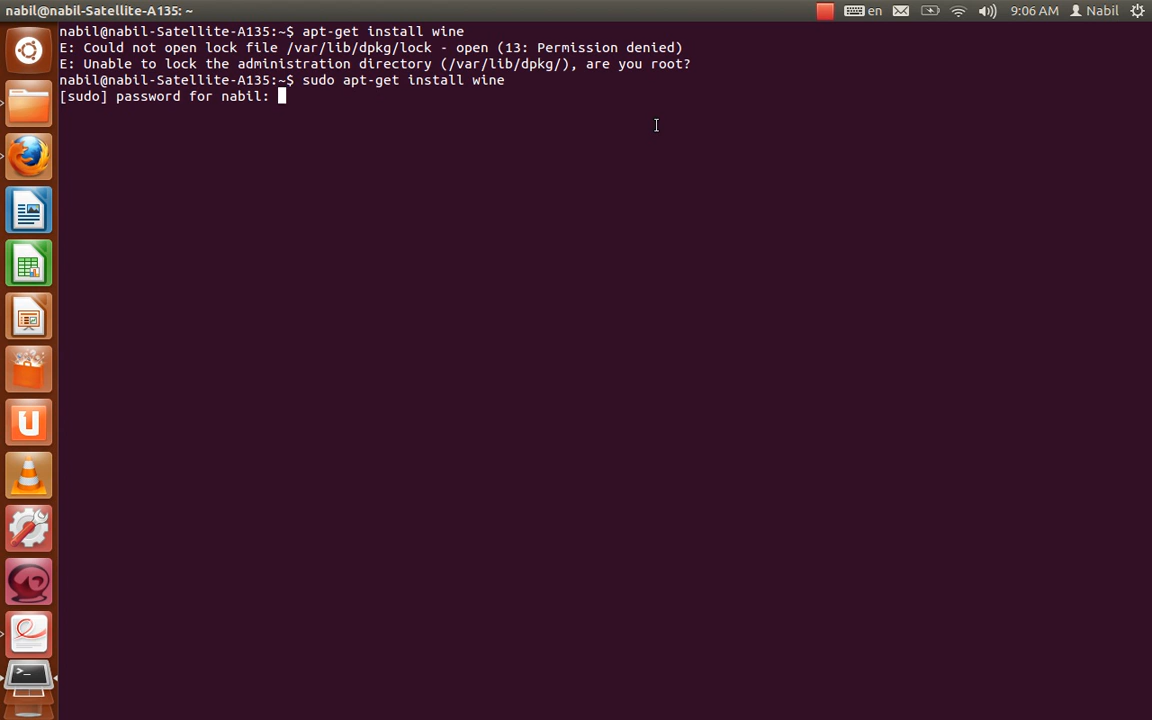 nabil@nabil-Satellite-A135: ~
en
9:06 AM
Nabil
nabil@nabil-Satellite-A135:~$ apt-get install wine
E: Could not open lock file /var/lib/dpkg/lock - open (13: Permission denied)
E: Unable to lock the administration directory (/var/lib/dpkg/), are you root?
nabil@nabil-Satellite-A135:~$ sudo apt-get install wine
[sudo] password for nabil: